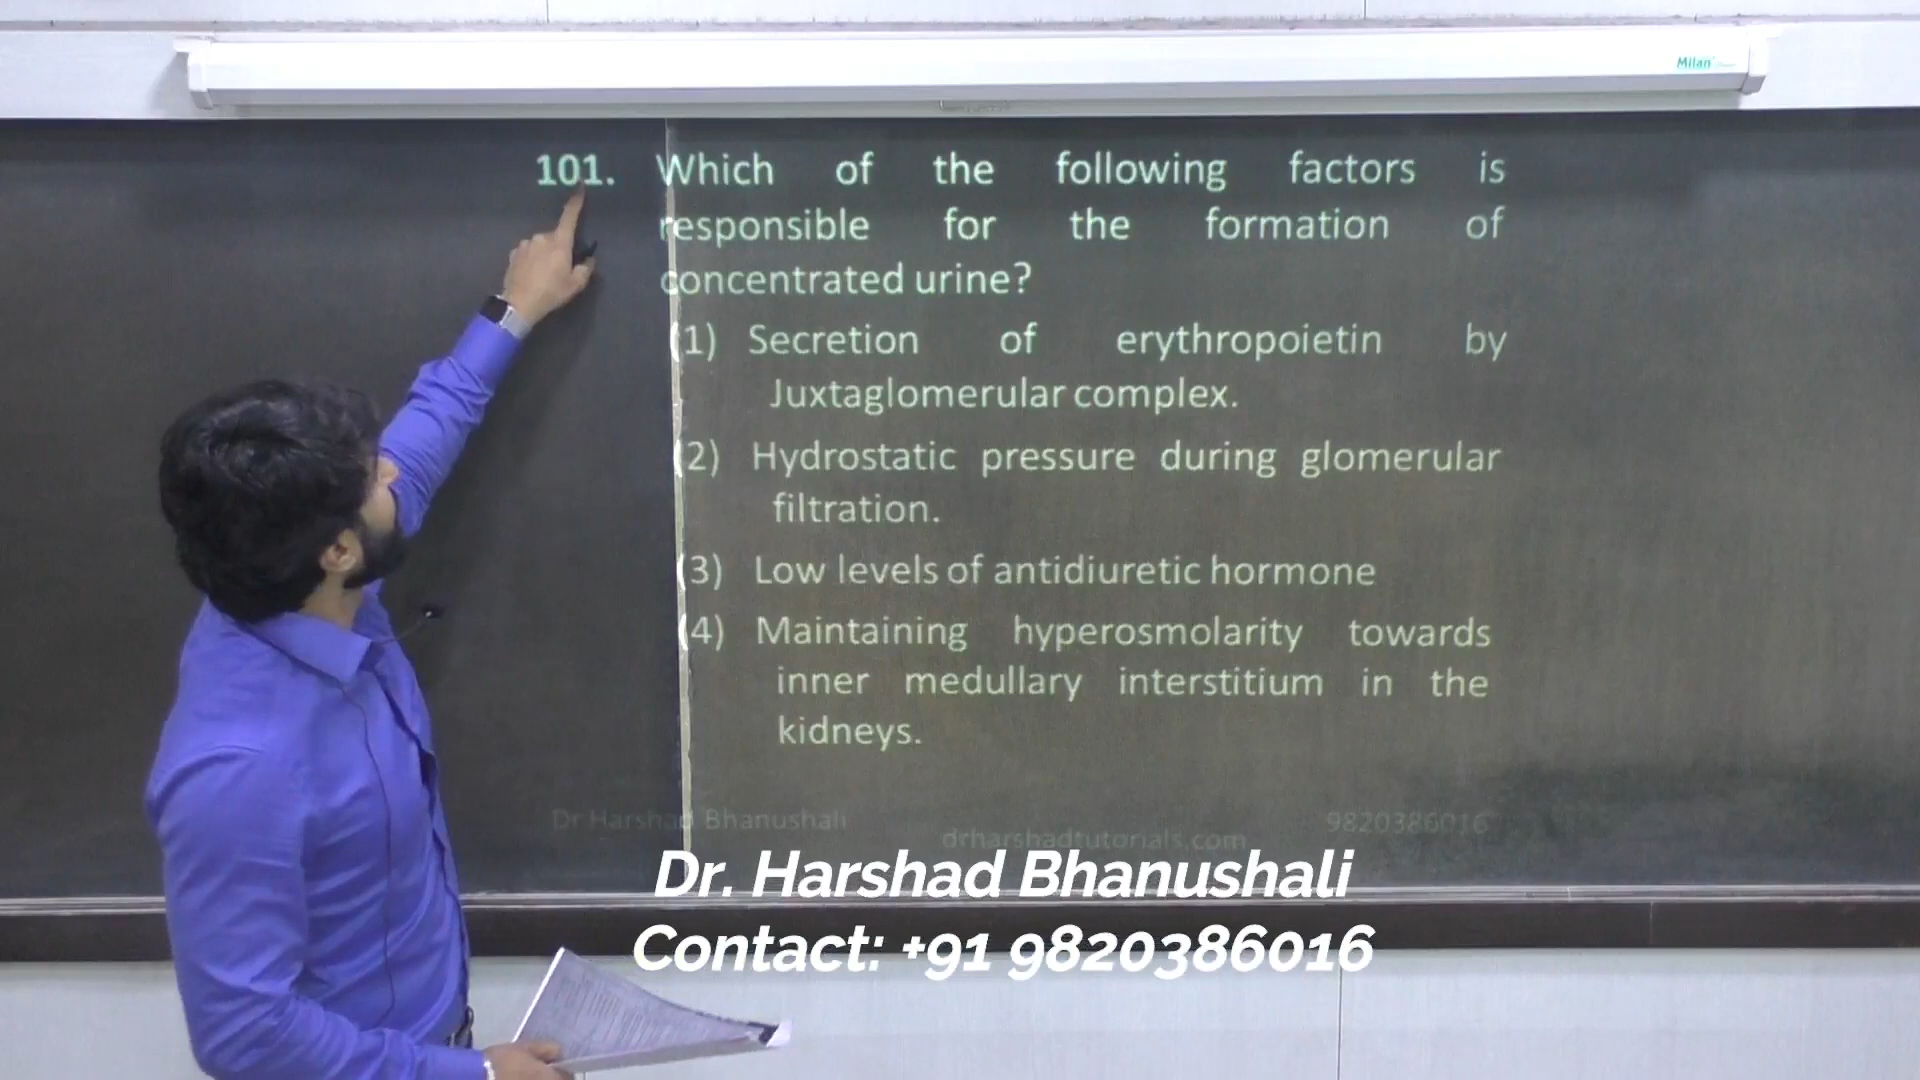 Milan
101. Which of the following factors is
responsible for the formation of
concentrated urine?
(1) Secretion of erythropoietin by
Juxtaglomerular complex.
(2) Hydrostatic pressure during glomerular
filtration.
(3) Low levels of antidiuretic hormone
(4) Maintaining hyperosmolarity towards
inner medullary interstitium in the
kidneys.
Dr Harshad Bhanushali
drharshadtutorials.com
9820386016
Dr. Harshad Bhanushali
Contact: +91 9820386016